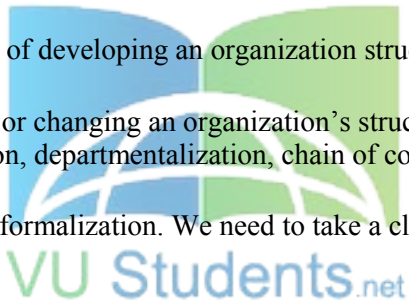 of developing an organization struc
or changing an organization's struc
on, departmentalization, chain of co
formalization. We need to take a cl
VU Students.net